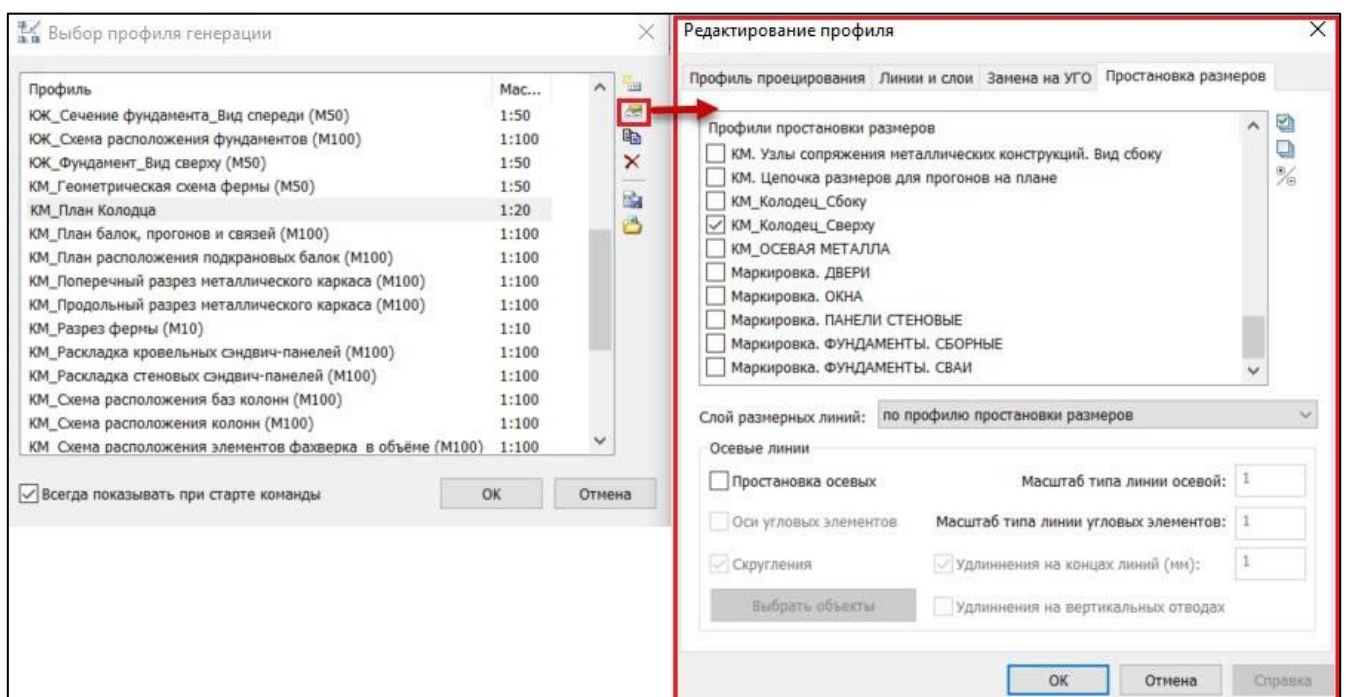 Выбор профиля генерации
Профиль Мас...
ЮЖ_Сечение фундамента_Вид спереди (М50) 1:50
ЮЖ_Схема расположения фундаментов (М100) 1:100
ЮЖ_Фундамент_Вид сверху (М50) 1:50
КМ_Геометрическая схема фермы (М50) 1:50
КМ_План Колодца 1:20
КМ_План балок, прогонов и связей (М100) 1:100
КМ_План расположения подкрановых балок (М100) 1:100
КМ_Поперечный разрез металлического каркаса (М100) 1:100
КМ_Продольный разрез металлического каркаса (М100) 1:100
КМ_Разрез фермы (М10) 1:10
КМ_Раскладка кровельных сэндвич-панелей (М100) 1:100
КМ_Раскладка стеновых сэндвич-панелей (М100) 1:100
КМ_Схема расположения баз колонн (М100) 1:100
КМ_Схема расположения колонн (М100) 1:100
КМ_Схема расположения элементов фахверка_в объёме (М100) 1:100
Всегда показывать при старте команды
ОК Отмена
Редактирование профиля
Профиль проецирования Линии и слои Замена на УГО Простановка размеров
Профили простановки размеров
КМ. Узлы сопряжения металлических конструкций. Вид сбоку
КМ. Цепочка размеров для прогонов на плане
КМ_Колодец_Сбоку
КМ_Колодец_Сверху
КМ_ОСЕВАЯ МЕТАЛЛА
Маркировка. ДВЕРИ
Маркировка. ОКНА
Маркировка. ПАНЕЛИ СТЕНОВЫЕ
Маркировка. ФУНДАМЕНТЫ. СБОРНЫЕ
Маркировка. ФУНДАМЕНТЫ. СВАИ
Слой размерных линий: по профилю простановки размеров
Осевые линии
Простановка осевых Масштаб типа линии осевой: 1
Оси угловых элементов Масштаб типа линии угловых элементов: 1
Скругления Удлиннения на концах линий (мм): 1
Выбрать объекты Удлиннения на вертикальных отводах
ОК Отмена Справка